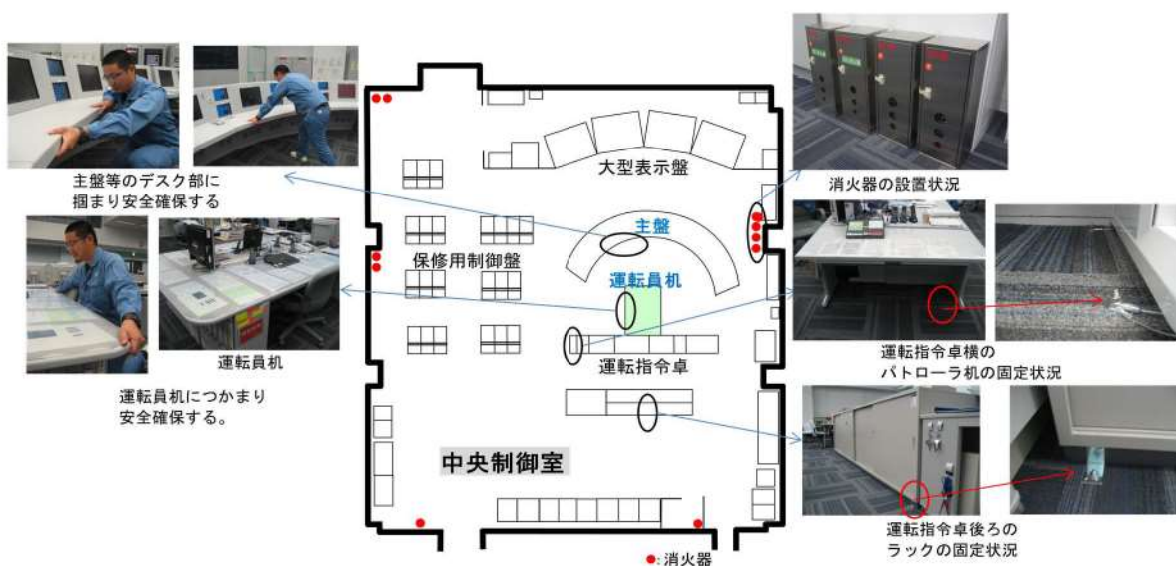 主盤等のデスク部に
掴まり安全確保する
運転員机
運転員机につかまり
安全確保する。
大型表示盤
主盤
保修用制御盤
運転員机
運転指令卓
中央制御室
●:消火器
消火器の設置状況
運転指令卓横の
パトローラ机の固定状況
運転指令卓後ろの
ラックの固定状況